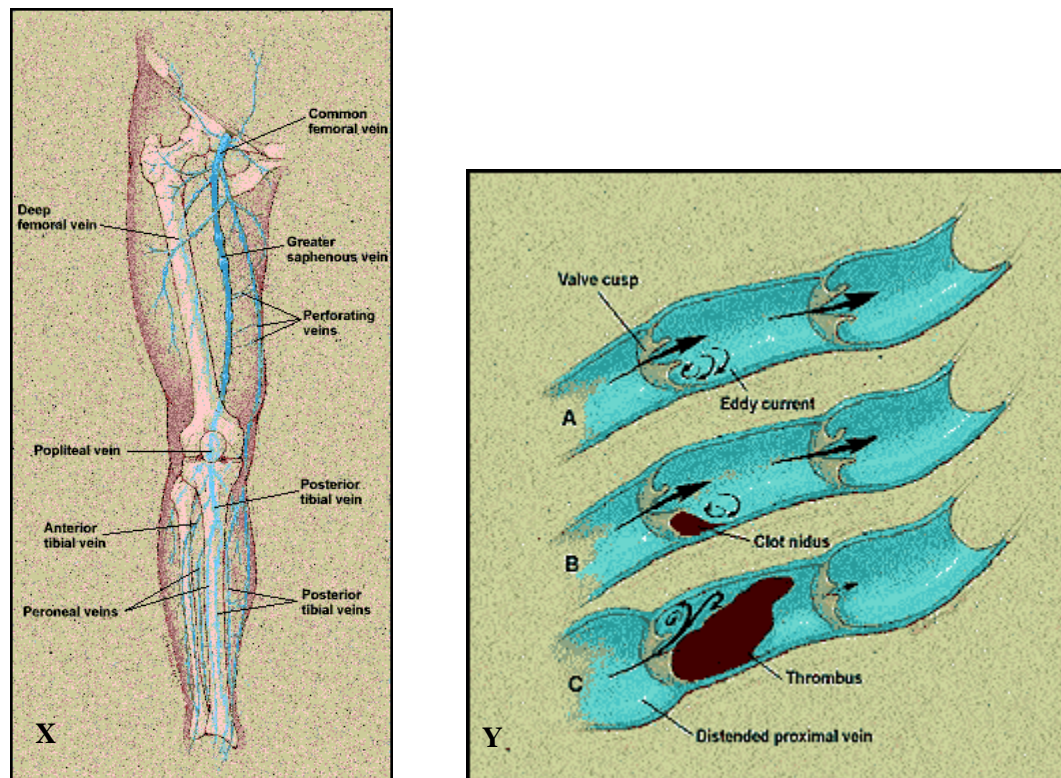 Common
femoral vein
Deep
femoral vein
Greater
saphenous vein
Perforating
veins
Popliteal vein
Posterior
tibial vein
Anterior
tibial vein
Peroneal veins
Posterior
tibial veins
X
Valve cusp
Eddy current
A
Clot nidus
B
Thrombus
C
Distended proximal vein
Y